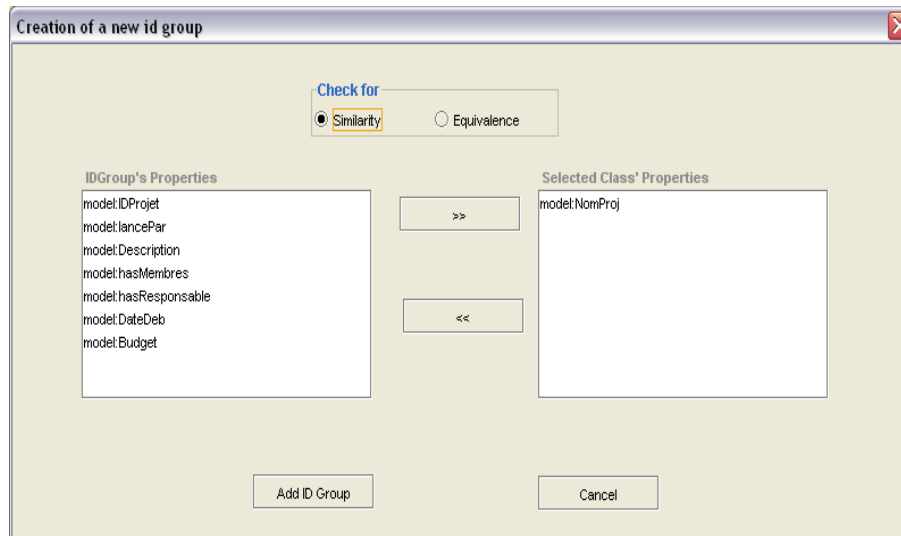 Creation of a new id group
Check for
Similarity Equivalence
IDGroup's Properties Selected Class' Properties
model:IDProjet
model:lancePar
model:Description
model:hasMembres
model:hasResponsable
model:DateDeb
model:Budget
>>
<<
model:NomProj
Add ID Group Cancel